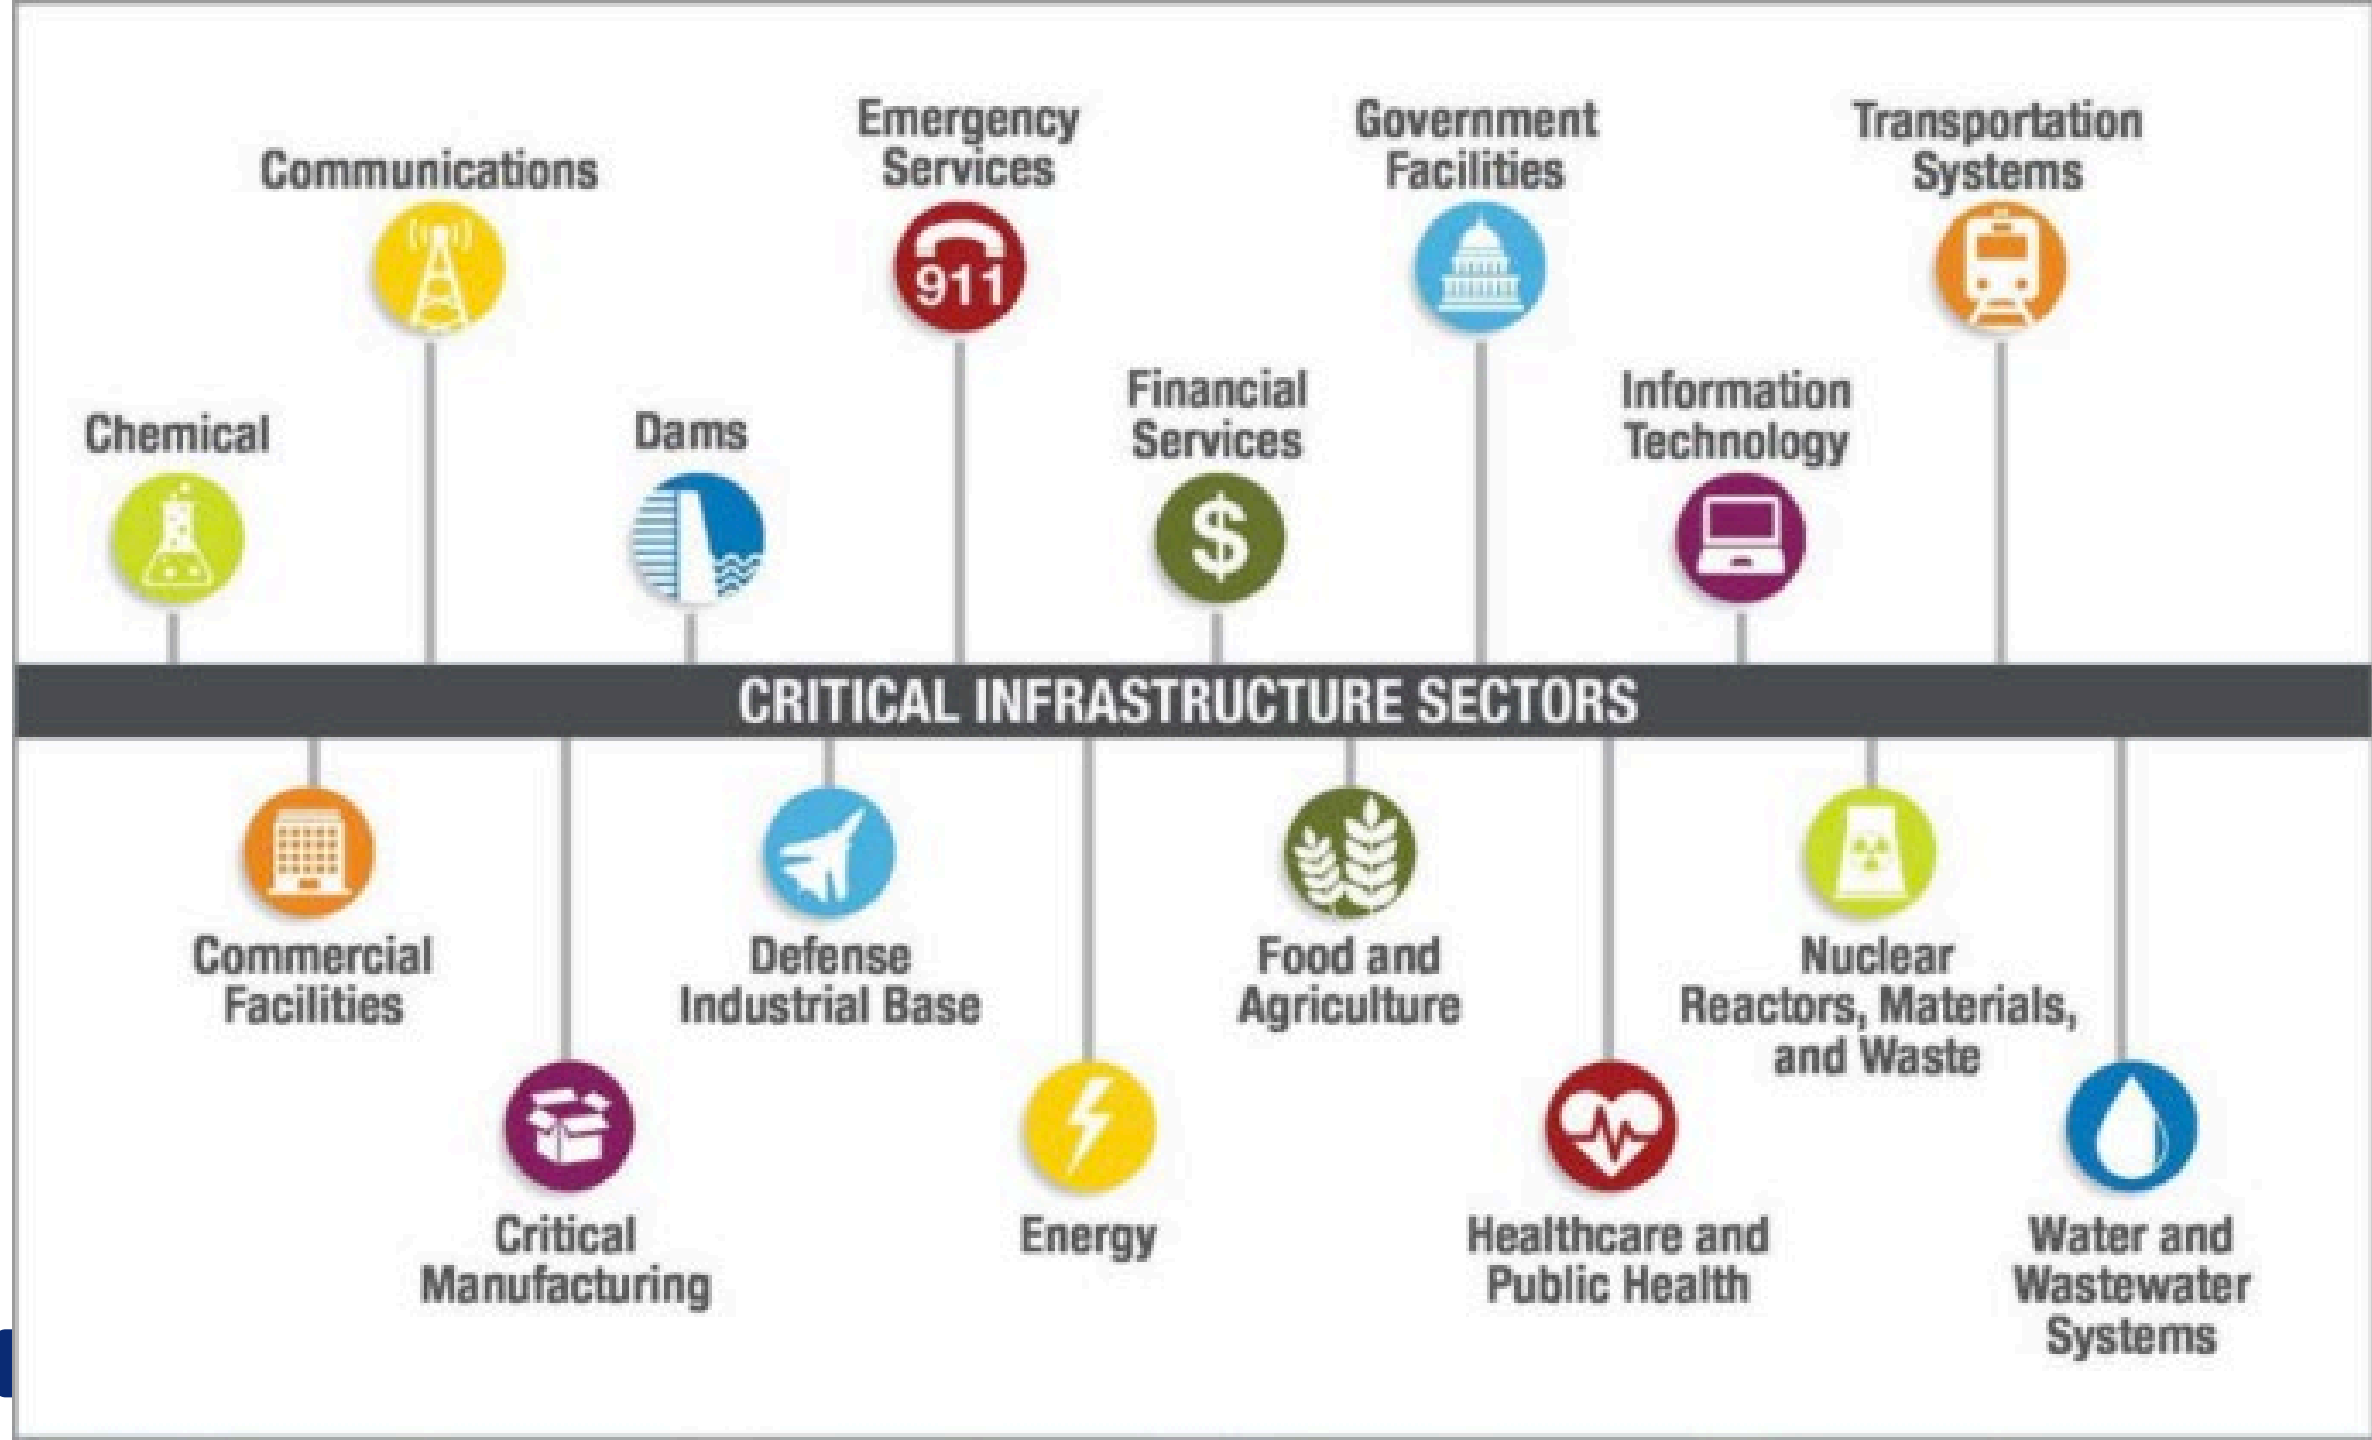 Emergency
Services
Government
Facilities
Transportation
Systems
Communications
911
Financial
Services
Information
Technology
Chemical
Dams
$
CRITICAL INFRASTRUCTURE SECTORS
Commercial
Facilities
Defense
Industrial Base
Food and
Agriculture
Nuclear
Reactors, Materials,
and Waste
Critical
Manufacturing
Energy
Healthcare and
Public Health
Water and
Wastewater
Systems